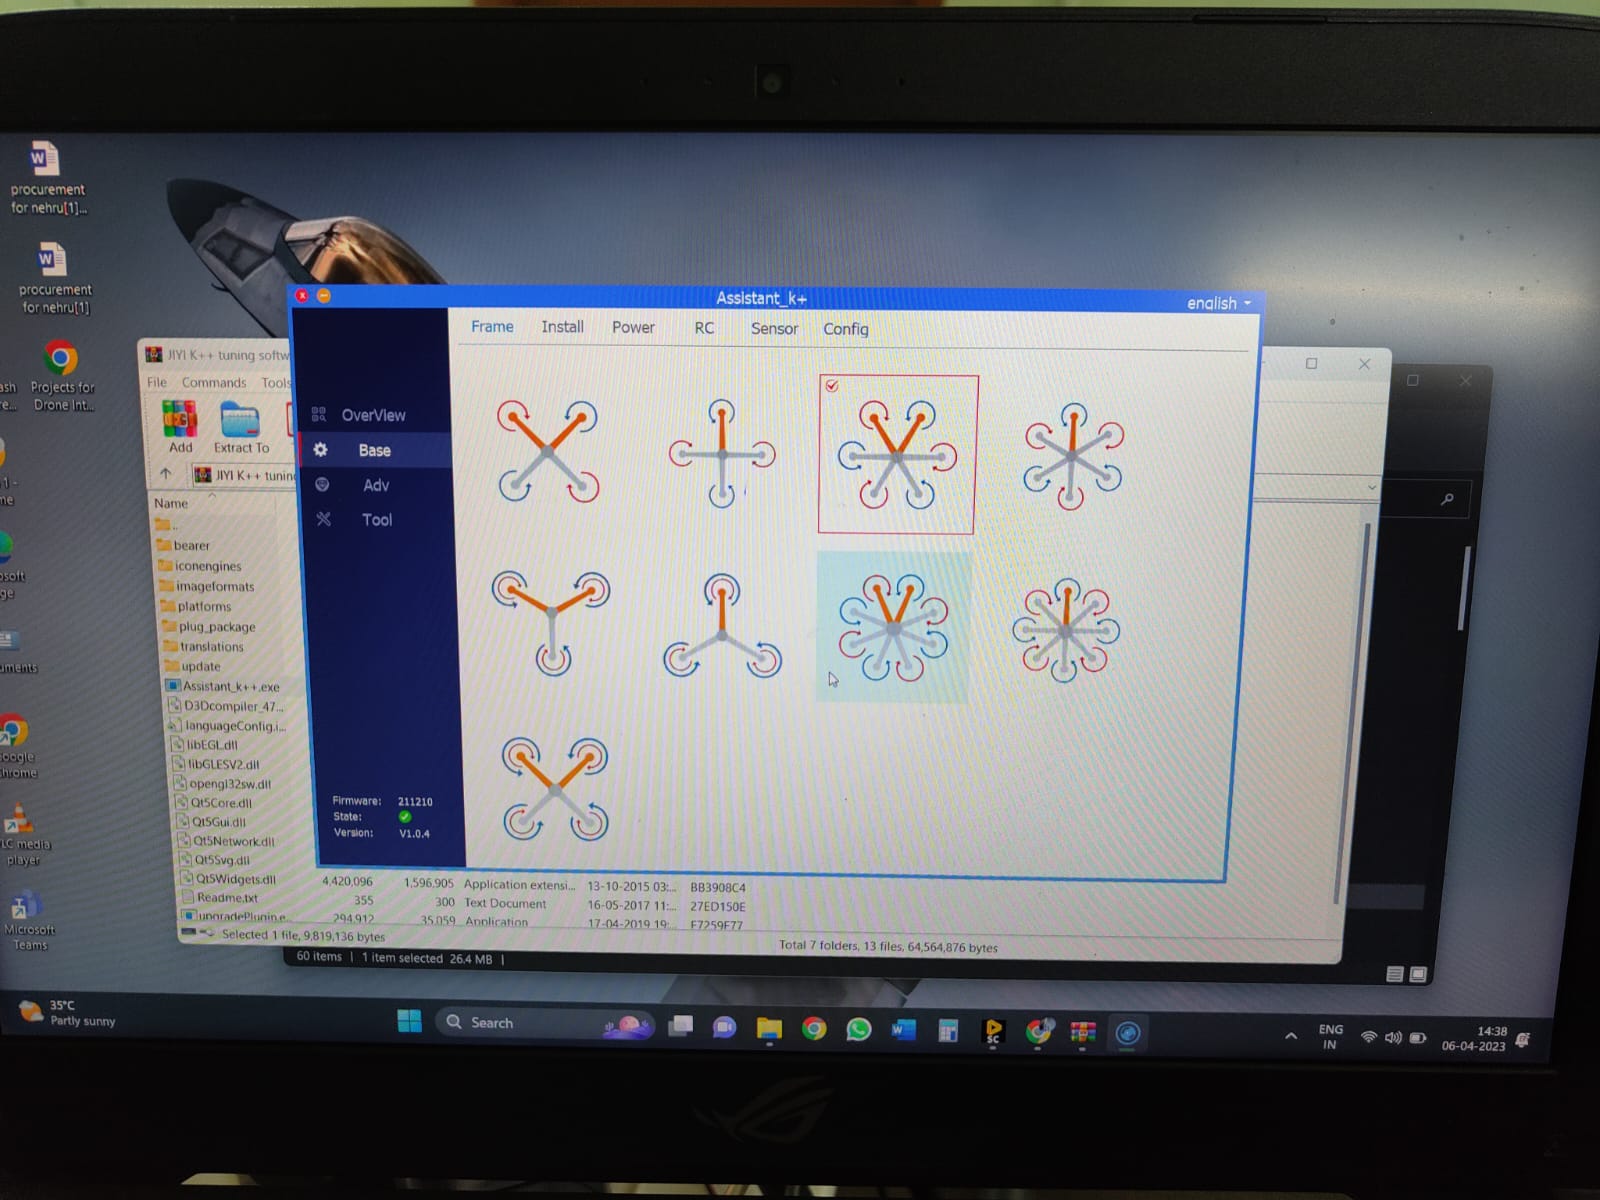 procurement
for nehru[1]...
procurement
for nehru[1]
Projects for
Drone Int...
VLC media
player
Microsoft
Teams
JIYI K++ tuning softw
File Commands Tools
Add Extract To
JIYI K++ tuning
Name
..
bearer
iconengines
imageformats
platforms
plug_package
translations
update
Assistant_k++.exe
D3Dcompiler_47...
languageConfig.i...
libEGL.dll
libGLESV2.dll
opengl32sw.dll
Qt5Core.dll
Qt5Gui.dll
Qt5Network.dll
Qt5Svg.dll
Qt5Widgets.dll 4,420,096 1,596,905 Application extensi... 13-10-2015 03:... BB3908C4
Readme.txt 355 300 Text Document 16-05-2017 11:... 27ED150E
upgradePlugin.e... 294,912 35,059 Application 17-04-2019 19:... F7259F77
Selected 1 file, 9,819,136 bytes
Total 7 folders, 13 files, 64,564,876 bytes
60 items | 1 item selected 26.4 MB |
Assistant_k+
english
Frame Install Power RC Sensor Config
OverView
Base
Adv
Tool
Firmware: 211210
State:
Version: V1.0.4
35°C
Partly sunny
Search
SC
ENG
IN
14:38
06-04-2023